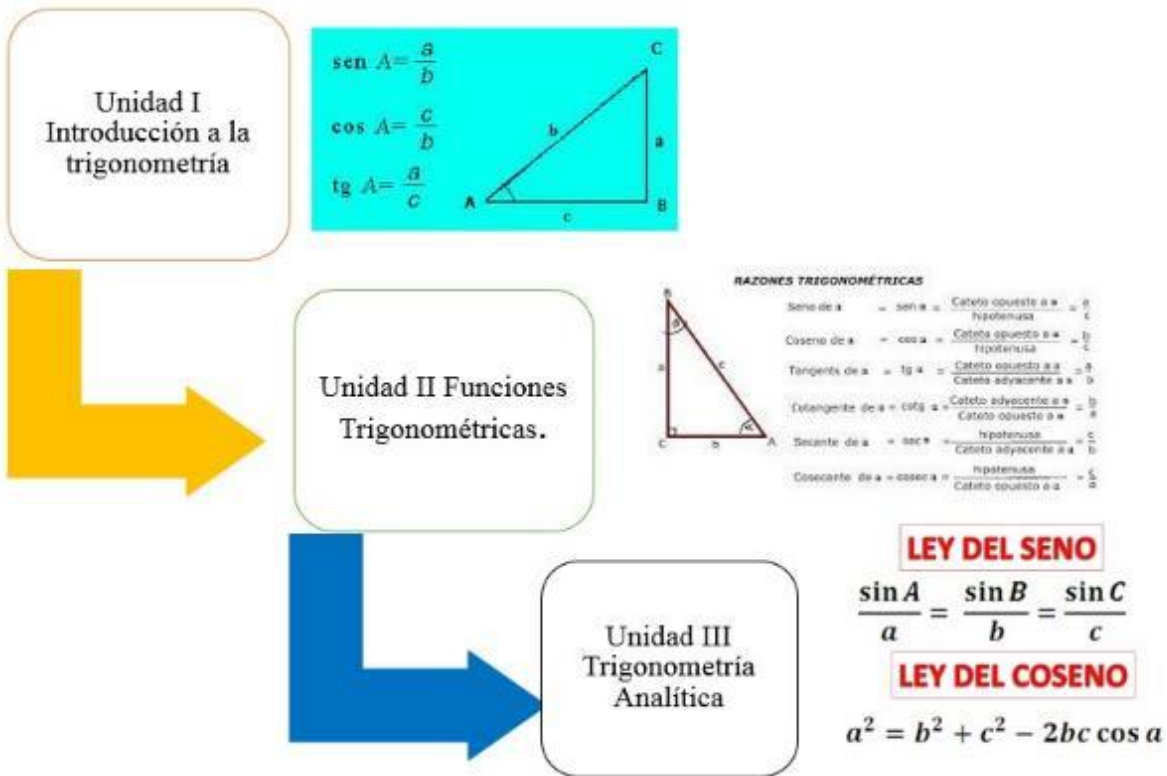 Unidad I
Introducción a la
trigonometría
sen A= a/b
cos A= c/b
tg A= a/c
C
b
a
A
B
c
Unidad II Funciones
Trigonométricas.
RAZONES TRIGONOMÉTRICAS
Seno de a = sen a = Cateto opuesto a a / hipotenusa = a/c
Coseno de a = cos a = Cateto opuesto a a / hipotenusa = b/c
Tangente de a = tg a = Cateto opuesto a a / Cateto adyacente a a = a/b
Cotangente de a = cotg a = Cateto adyacente a a / Cateto opuesto a a = b/a
Secante de a = sec a = hipotenusa / Cateto adyacente a a = c/b
Cosecante de a = cosec a = hipotenusa / Cateto opuesto a a = c/a
B
a
c
C
b
A
Unidad III
Trigonometría
Analítica
LEY DEL SENO
sin A/a = sin B/b = sin C/c
LEY DEL COSENO
a² = b² + c² − 2bc cos a